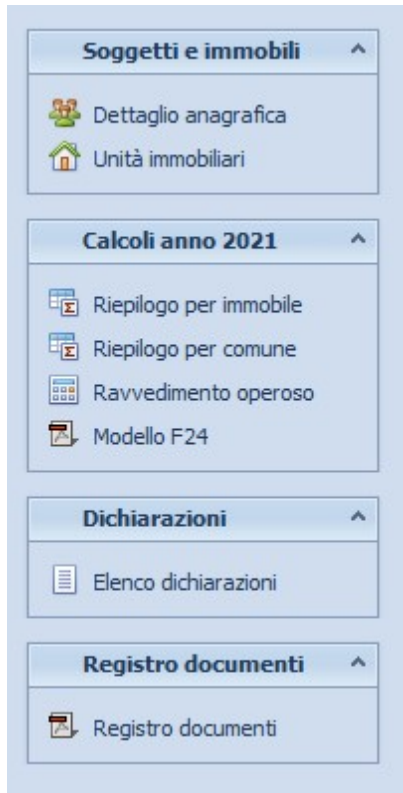 Soggetti e immobili
Dettaglio anagrafica
Unità immobiliari
Calcoli anno 2021
Riepilogo per immobile
Riepilogo per comune
Ravvedimento operoso
Modello F24
Dichiarazioni
Elenco dichiarazioni
Registro documenti
Registro documenti